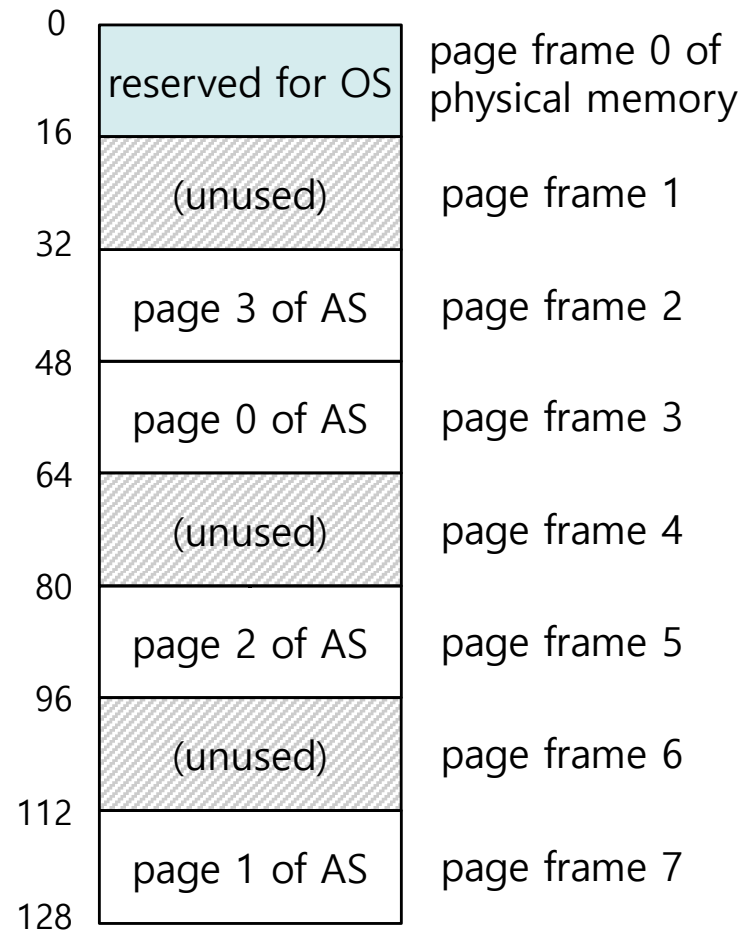 0
reserved for OS
page frame 0 of
physical memory
16
(unused)
page frame 1
32
page 3 of AS
page frame 2
48
page 0 of AS
page frame 3
64
(unused)
page frame 4
80
page 2 of AS
page frame 5
96
(unused)
page frame 6
112
page 1 of AS
page frame 7
128